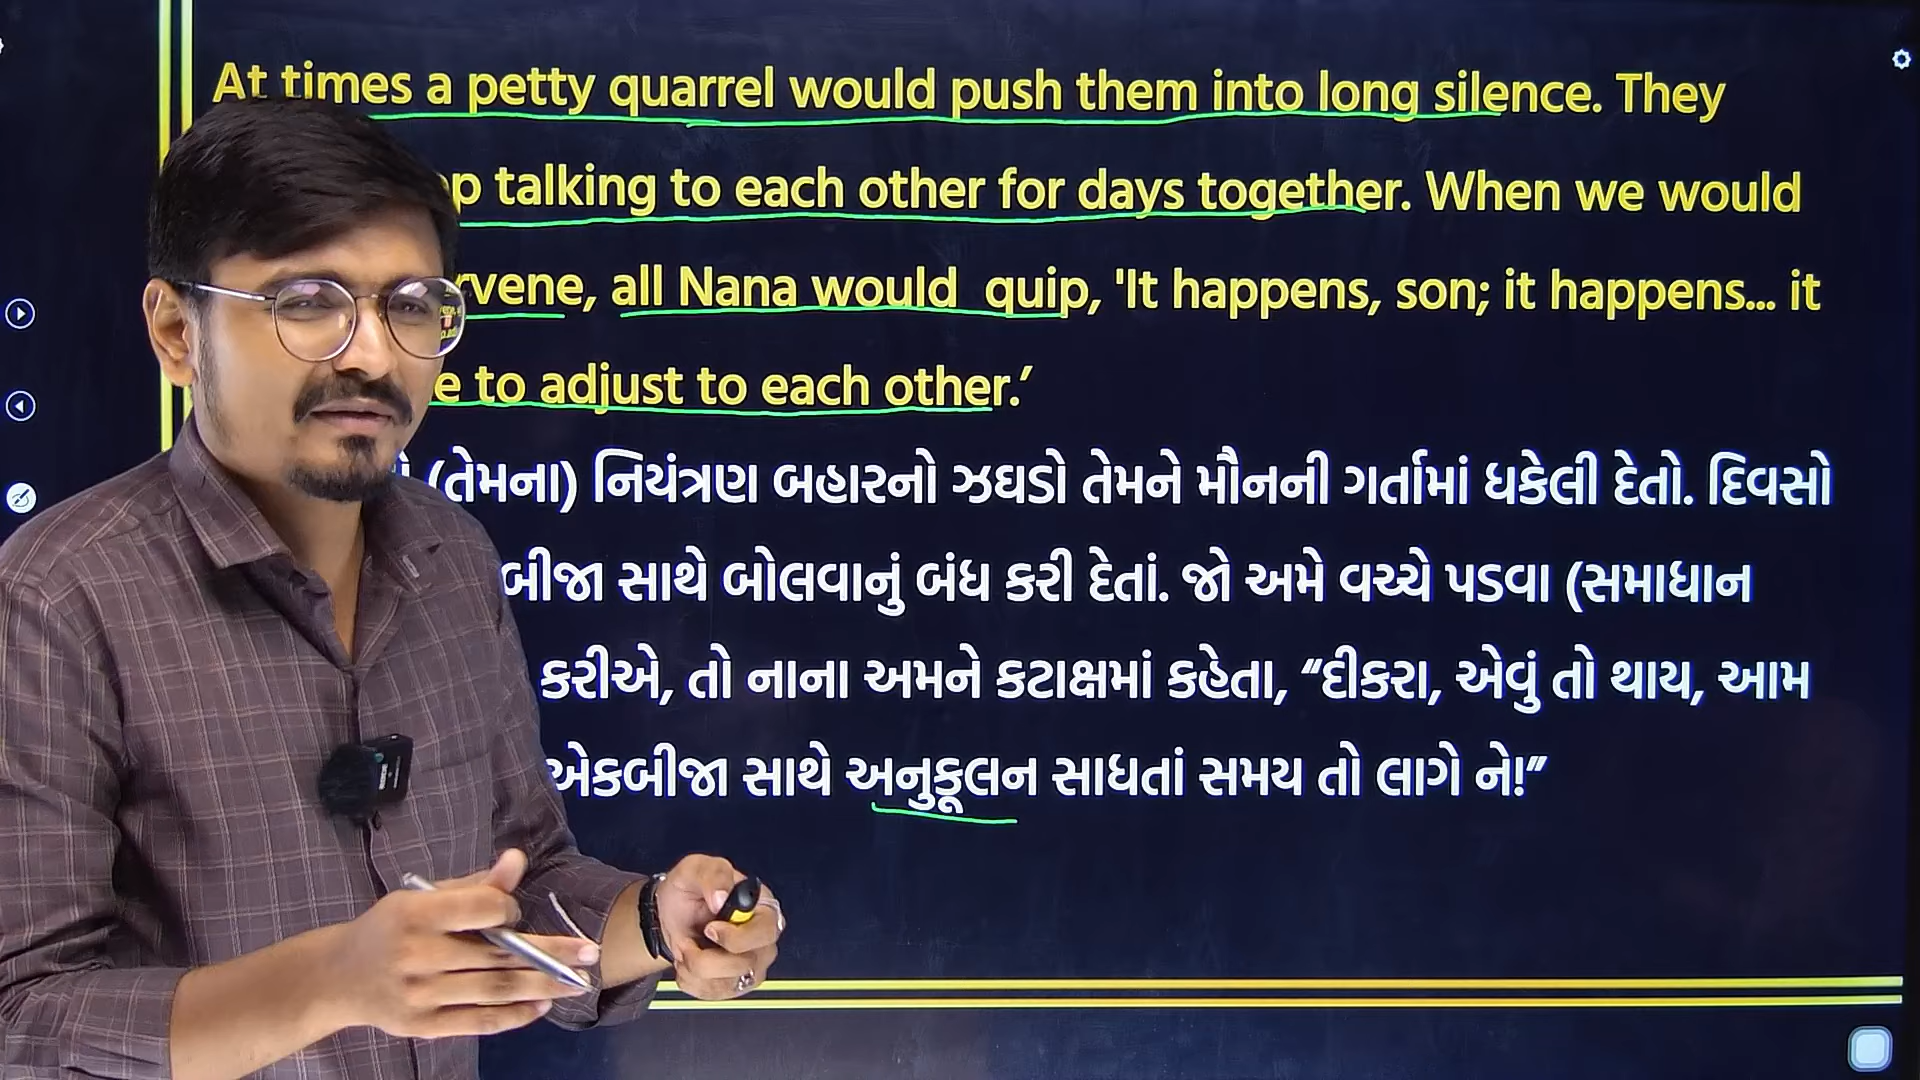 At times a petty quarrel would push them into long silence. They
talking to each other for days together. When we would
all Nana would quip, 'It happens, son; it happens... it
to adjust to each other.’
(તેમના) નિયંત્રણ બહારનો ઝઘડો તેમને મૌનની ગર્તામાં ધકેલી દેતો. દિવસો
બીજા સાથે બોલવાનું બંધ કરી દેતાં. જો અમે વચ્ચે પડવા (સમાધાન
કરીએ, તો નાના અમને કટાક્ષમાં કહેતા, “દીકરા, એવું તો થાય, આમ
એકબીજા સાથે અનુકૂલન સાધતાં સમય તો લાગે ને!”